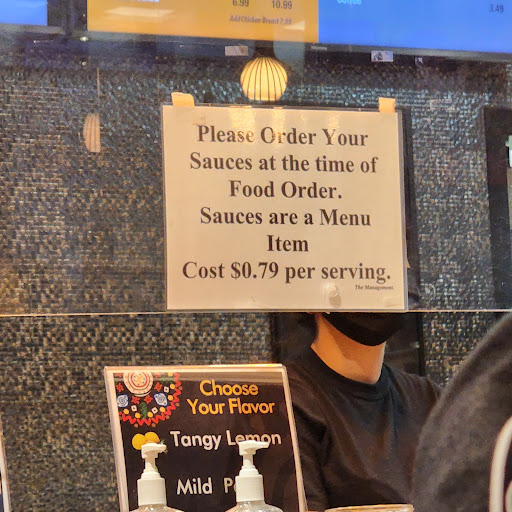 6.99 10.99
Add Chicken Breast 7.99
3.49
Please Order Your
Sauces at the time of
Food Order.
Sauces are a Menu
Item
Cost $0.79 per serving.
The Management
Choose
Your Flavor
Tangy Lemon
Mild